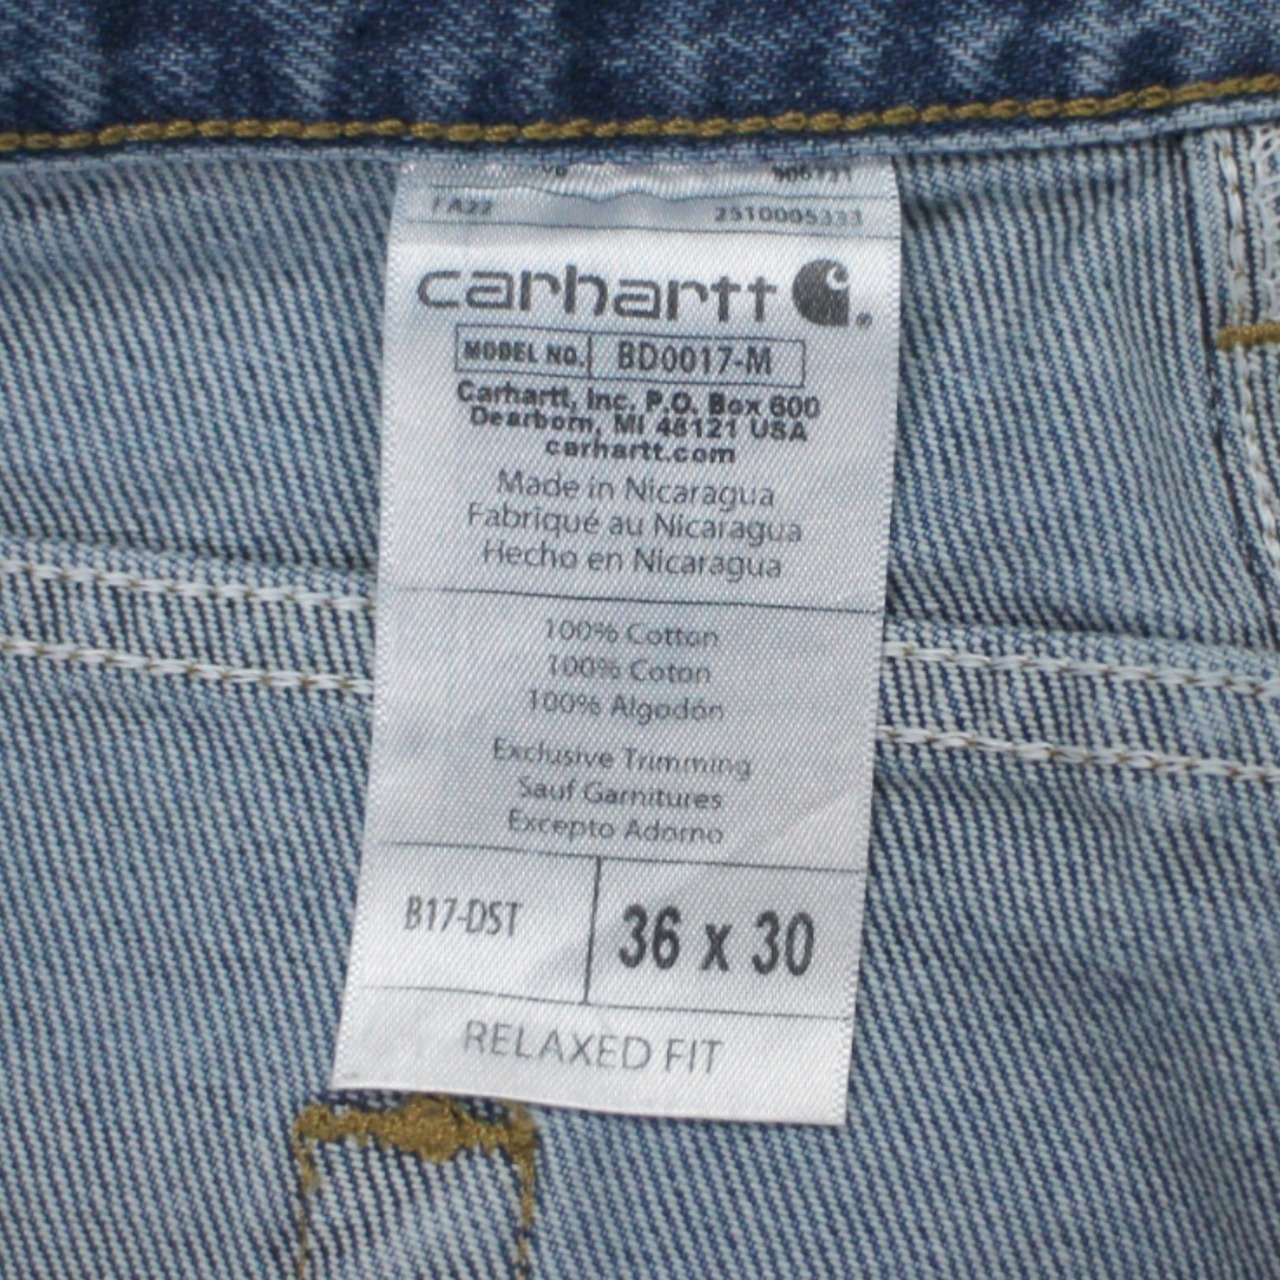 FA22 2510005333
carhartt
MODEL NO. BD0017-M
Carhartt, Inc. P.O. Box 600
Dearborn, MI 48121 USA
carhartt.com
Made in Nicaragua
Fabriqué au Nicaragua
Hecho en Nicaragua
100% Cotton
100% Coton
100% Algodón
Exclusive Trimming
Sauf Garnitures
Excepto Adorno
B17-DST 36 x 30
RELAXED FIT